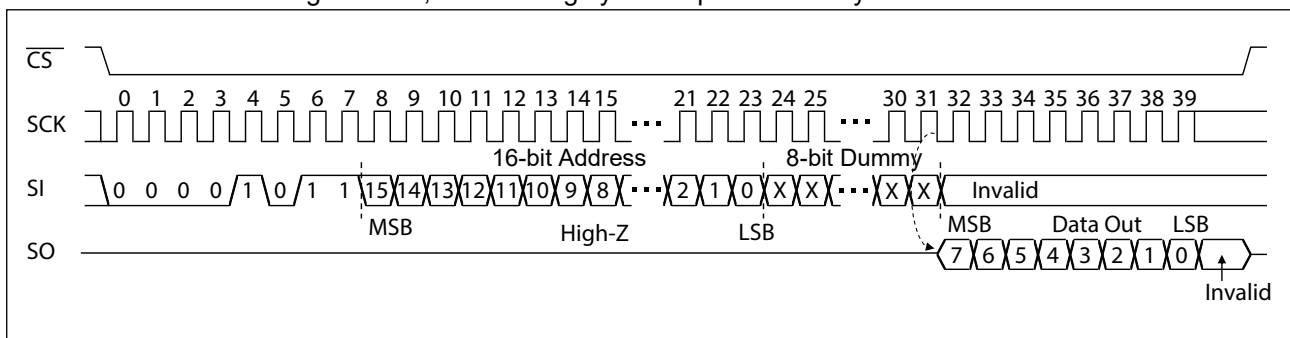 CS
0 1 2 3 4 5 6 7 8 9 10 11 12 13 14 15 21 22 23 24 25 30 31 32 33 34 35 36 37 38 39
SCK
16-bit Address 8-bit Dummy
SI 0 0 0 0 1 0 1 1 15 14 13 12 11 10 9 8 2 1 0 X X X X Invalid
MSB High-Z LSB MSB Data Out LSB
SO 7 6 5 4 3 2 1 0
Invalid